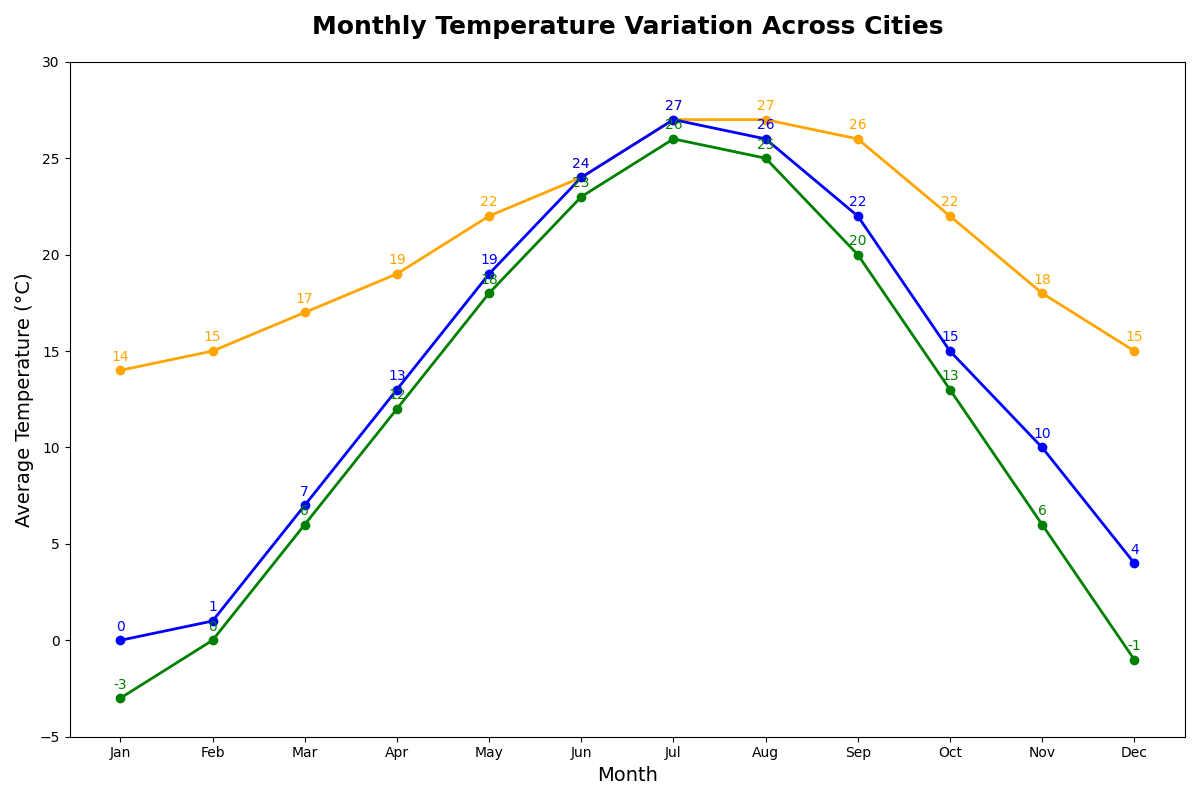 Monthly Temperature Variation Across Cities
30
27 27
26 26 26
25 25
24
23
22 22 22
20 20
19 19
18 18
17
15 15 15 15
14
13 13
12
10 10
7
6 6
5
4
1
0 0 0
-1
-3
−5
Jan Feb Mar Apr May Jun Jul Aug Sep Oct Nov Dec
Average Temperature (°C)
Month